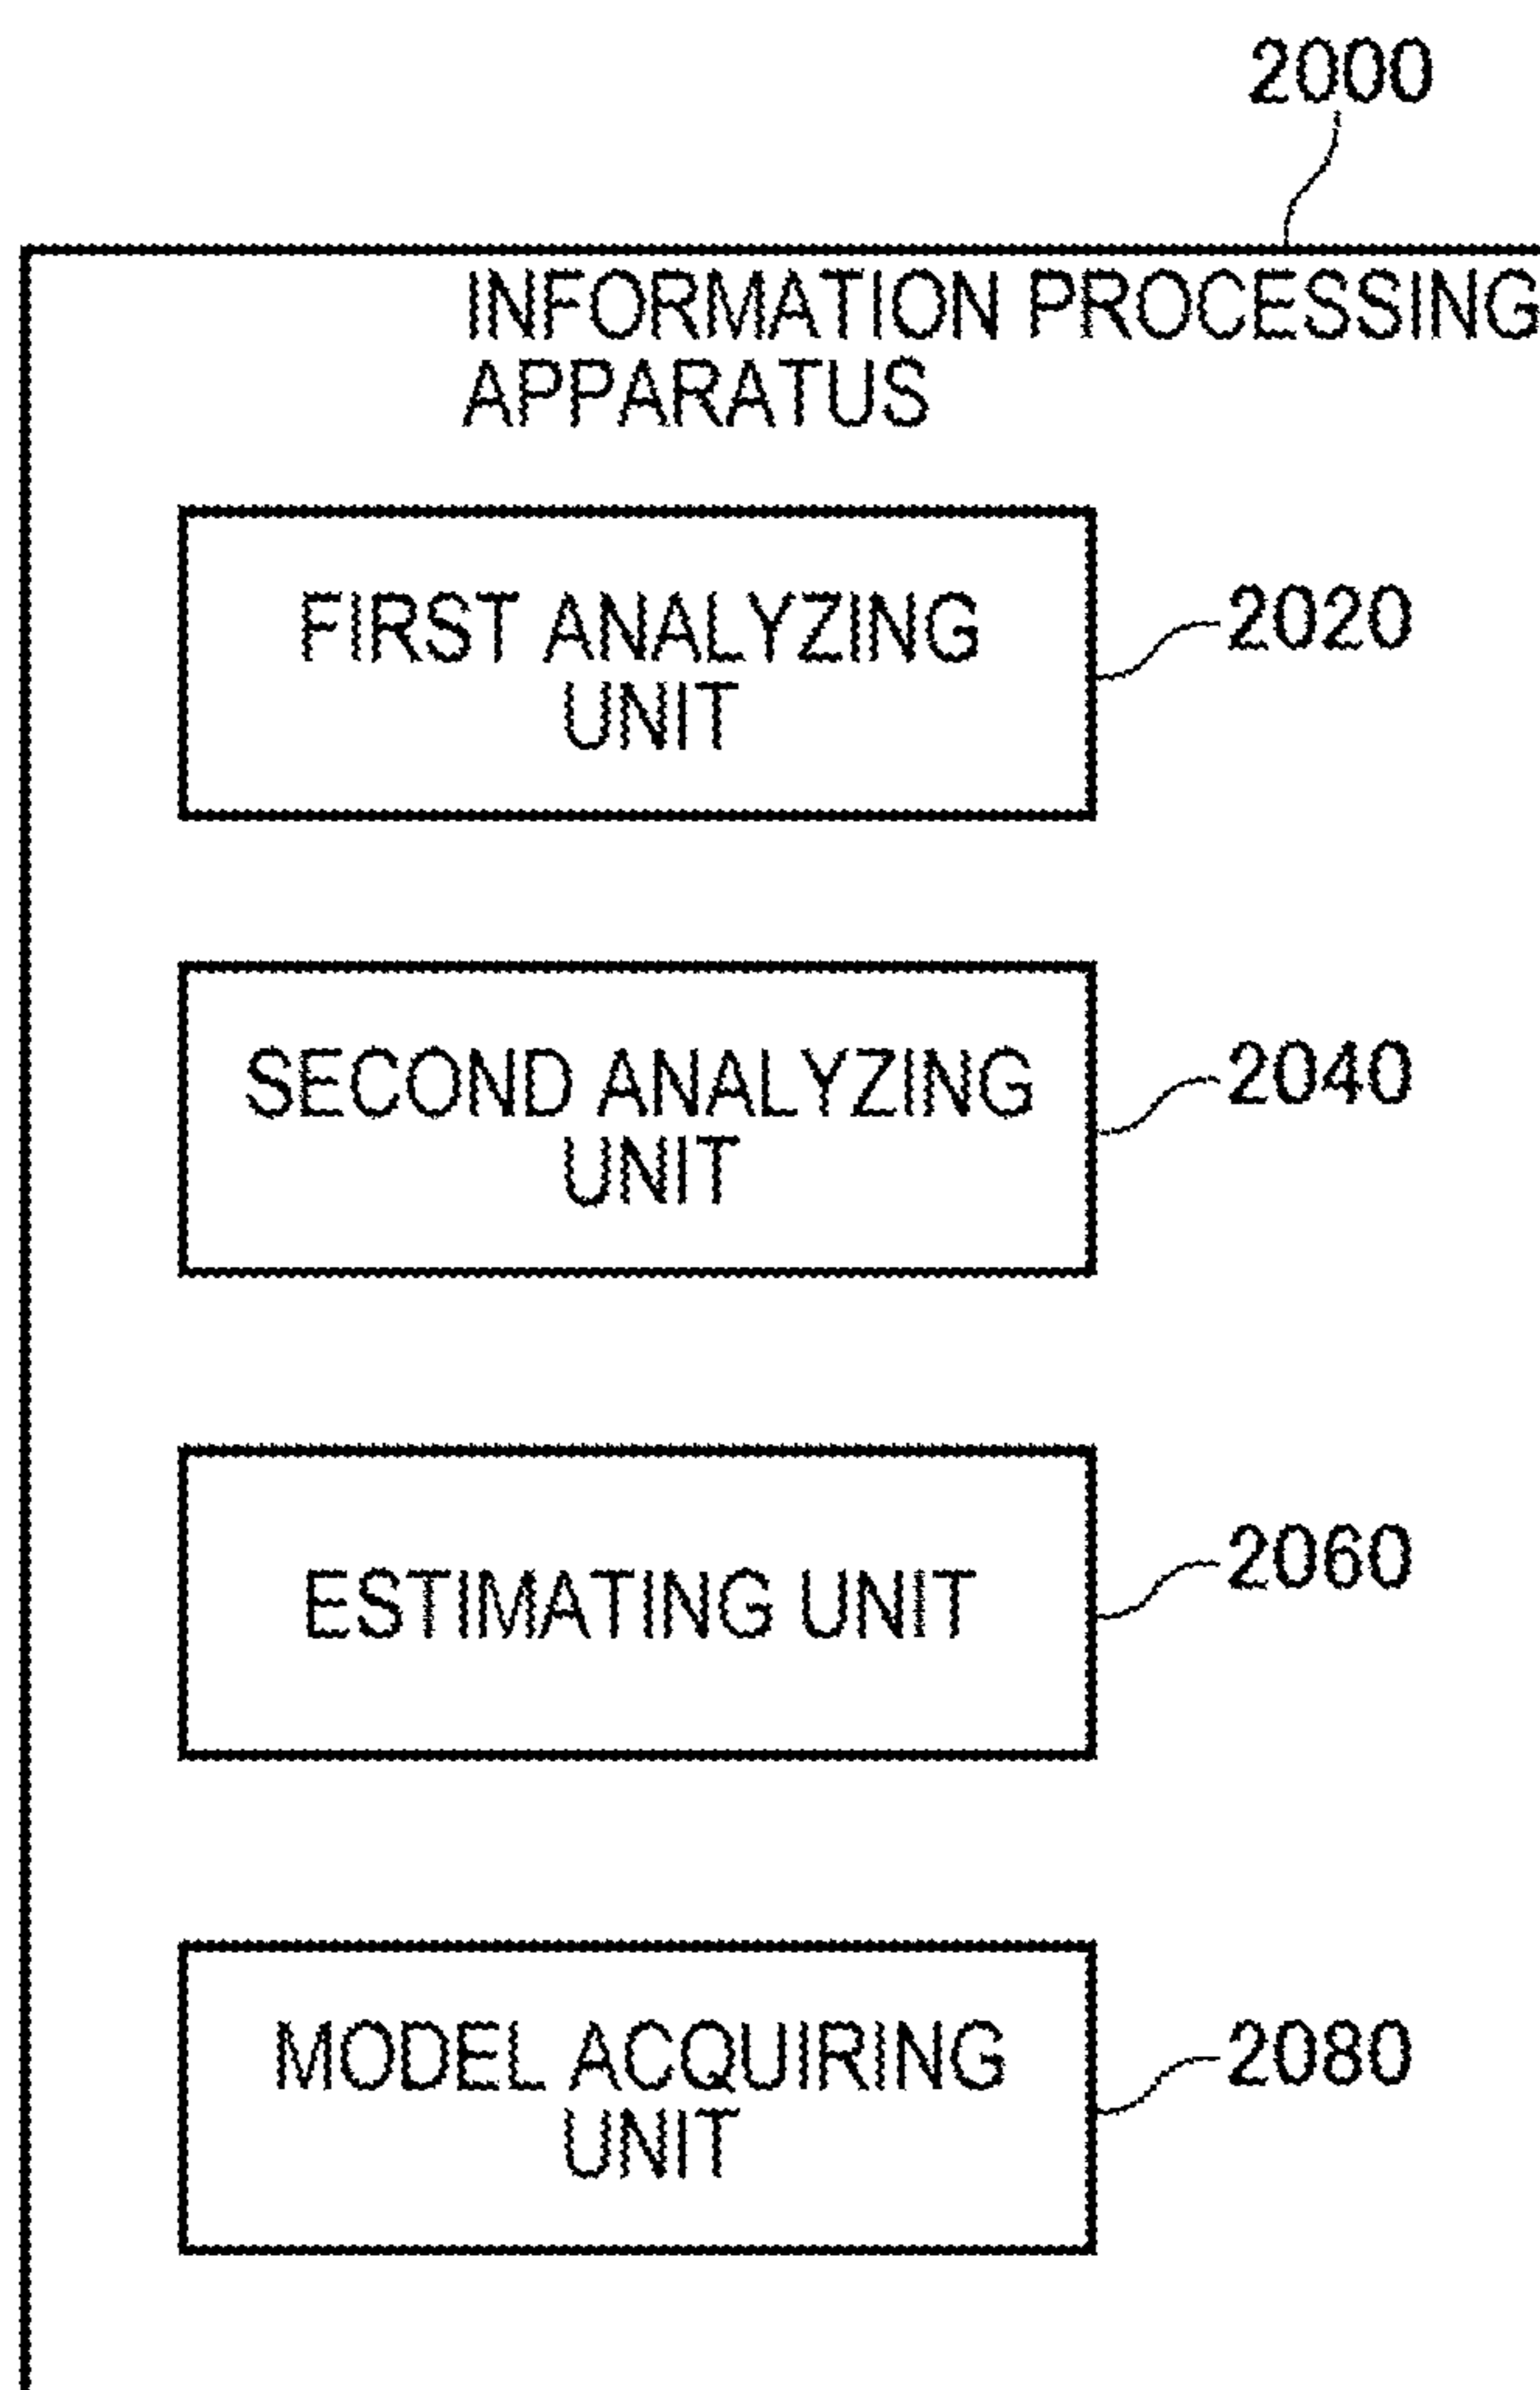 2000
INFORMATION PROCESSING
APPARATUS
FIRST ANALYZING
UNIT
2020
SECOND ANALYZING
UNIT
2040
ESTIMATING UNIT
2060
MODEL ACQUIRING
UNIT
2080